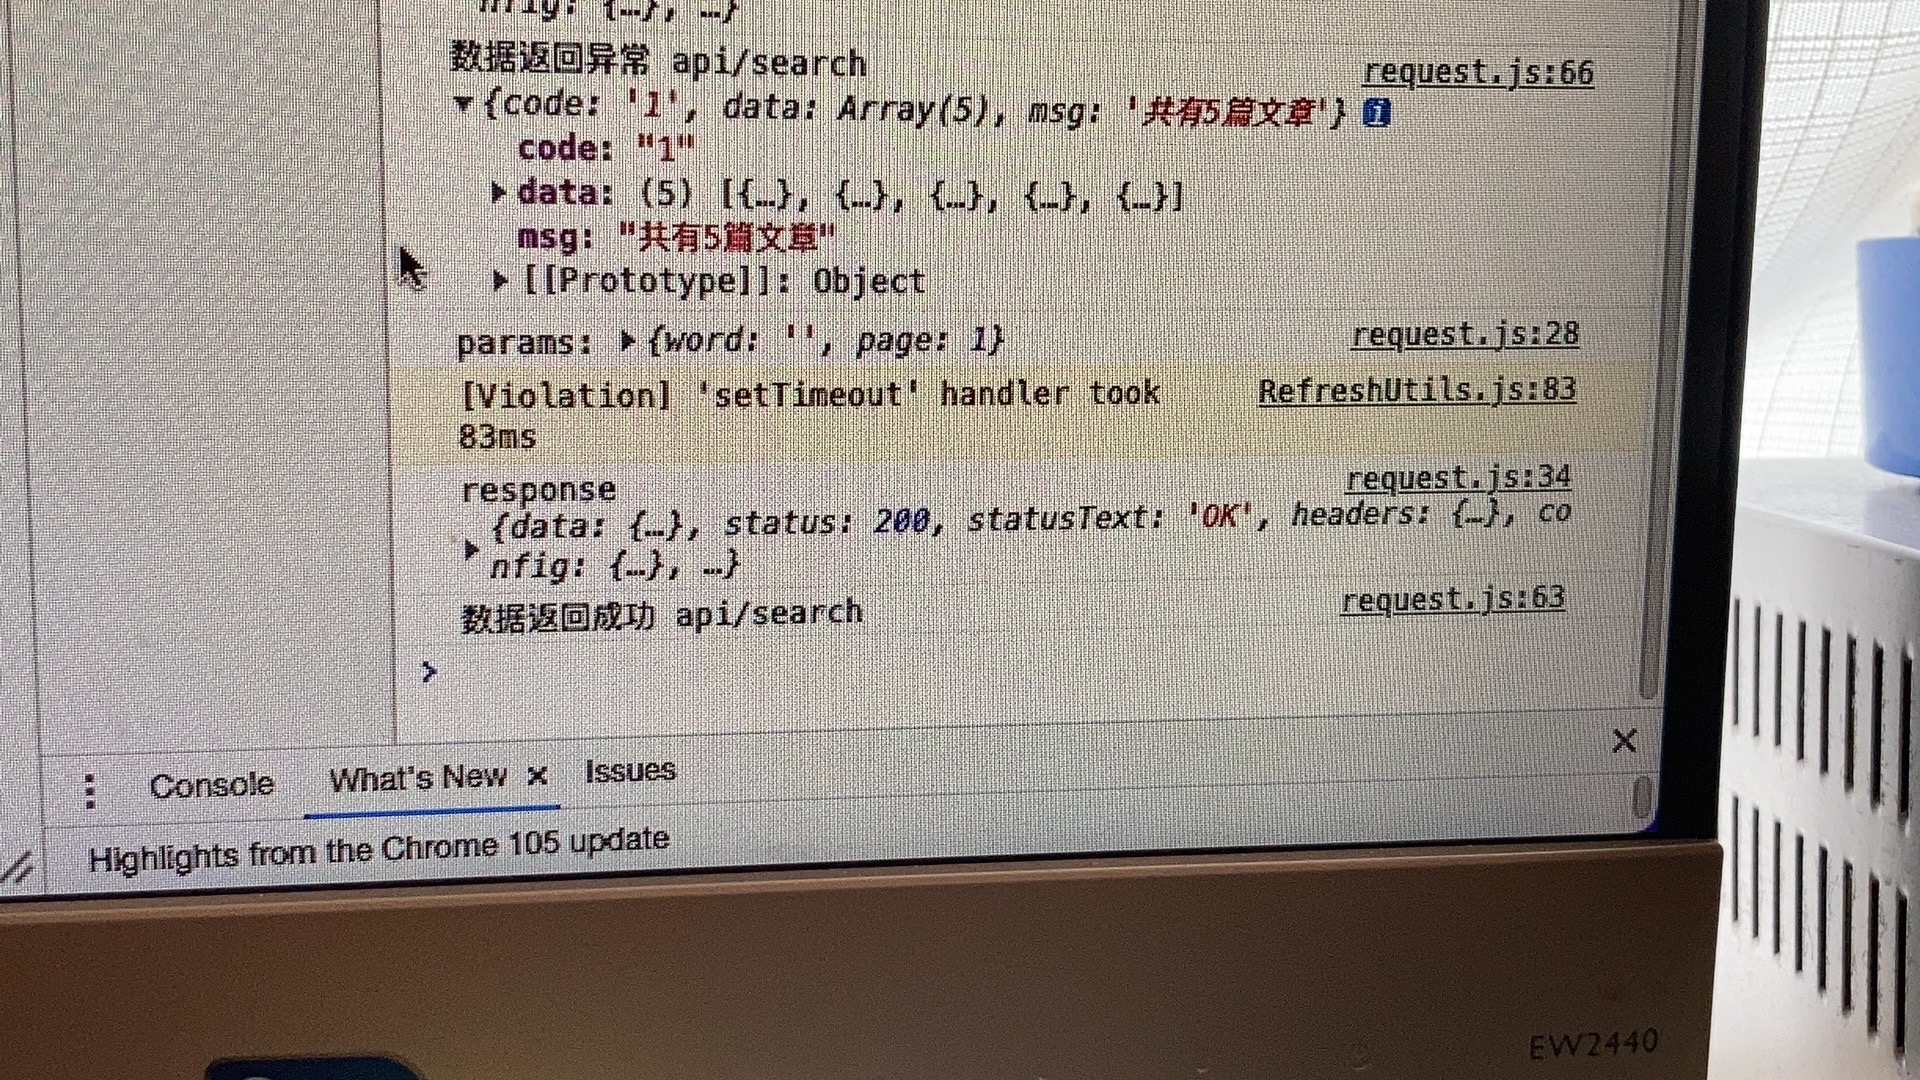 nfig: {…}, …}
数据返回异常 api/search request.js:66
▼{code: '1', data: Array(5), msg: '共有5篇文章'} i
code: "1"
▶data: (5) [{…}, {…}, {…}, {…}, {…}]
msg: "共有5篇文章"
▶[[Prototype]]: Object
params: ▶{word: '', page: 1} request.js:28
[Violation] 'setTimeout' handler took RefreshUtils.js:83
83ms
response request.js:34
{data: {…}, status: 200, statusText: 'OK', headers: {…}, co
▶nfig: {…}, …}
数据返回成功 api/search request.js:63
>
Console What's New × Issues ×
Highlights from the Chrome 105 update
EW2440